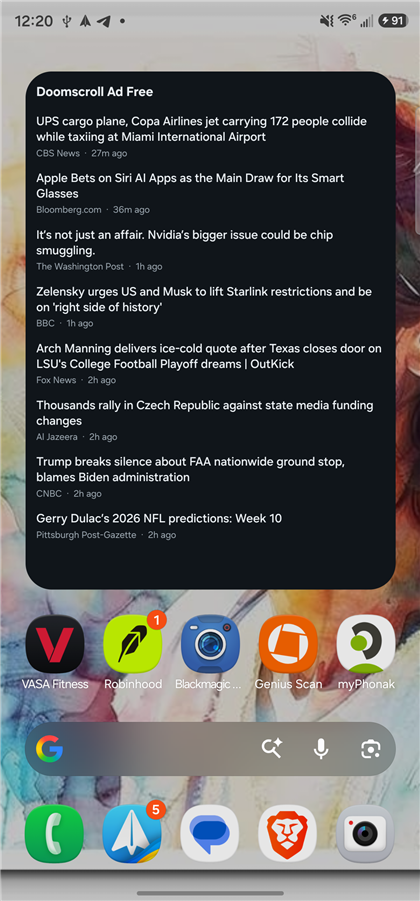 12:20
6
91
Doomscroll Ad Free
UPS cargo plane, Copa Airlines jet carrying 172 people collide
while taxiing at Miami International Airport
CBS News · 27m ago
Apple Bets on Siri AI Apps as the Main Draw for Its Smart
Glasses
Bloomberg.com · 36m ago
It's not just an affair. Nvidia's bigger issue could be chip
smuggling.
The Washington Post · 1h ago
Zelensky urges US and Musk to lift Starlink restrictions and be
on 'right side of history'
BBC · 1h ago
Arch Manning delivers ice-cold quote after Texas closes door on
LSU's College Football Playoff dreams | OutKick
Fox News · 2h ago
Thousands rally in Czech Republic against state media funding
changes
Al Jazeera · 2h ago
Trump breaks silence about FAA nationwide ground stop,
blames Biden administration
CNBC · 2h ago
Gerry Dulac's 2026 NFL predictions: Week 10
Pittsburgh Post-Gazette · 2h ago
1
VASA Fitness Robinhood Blackmagic ... Genius Scan myPhonak
5